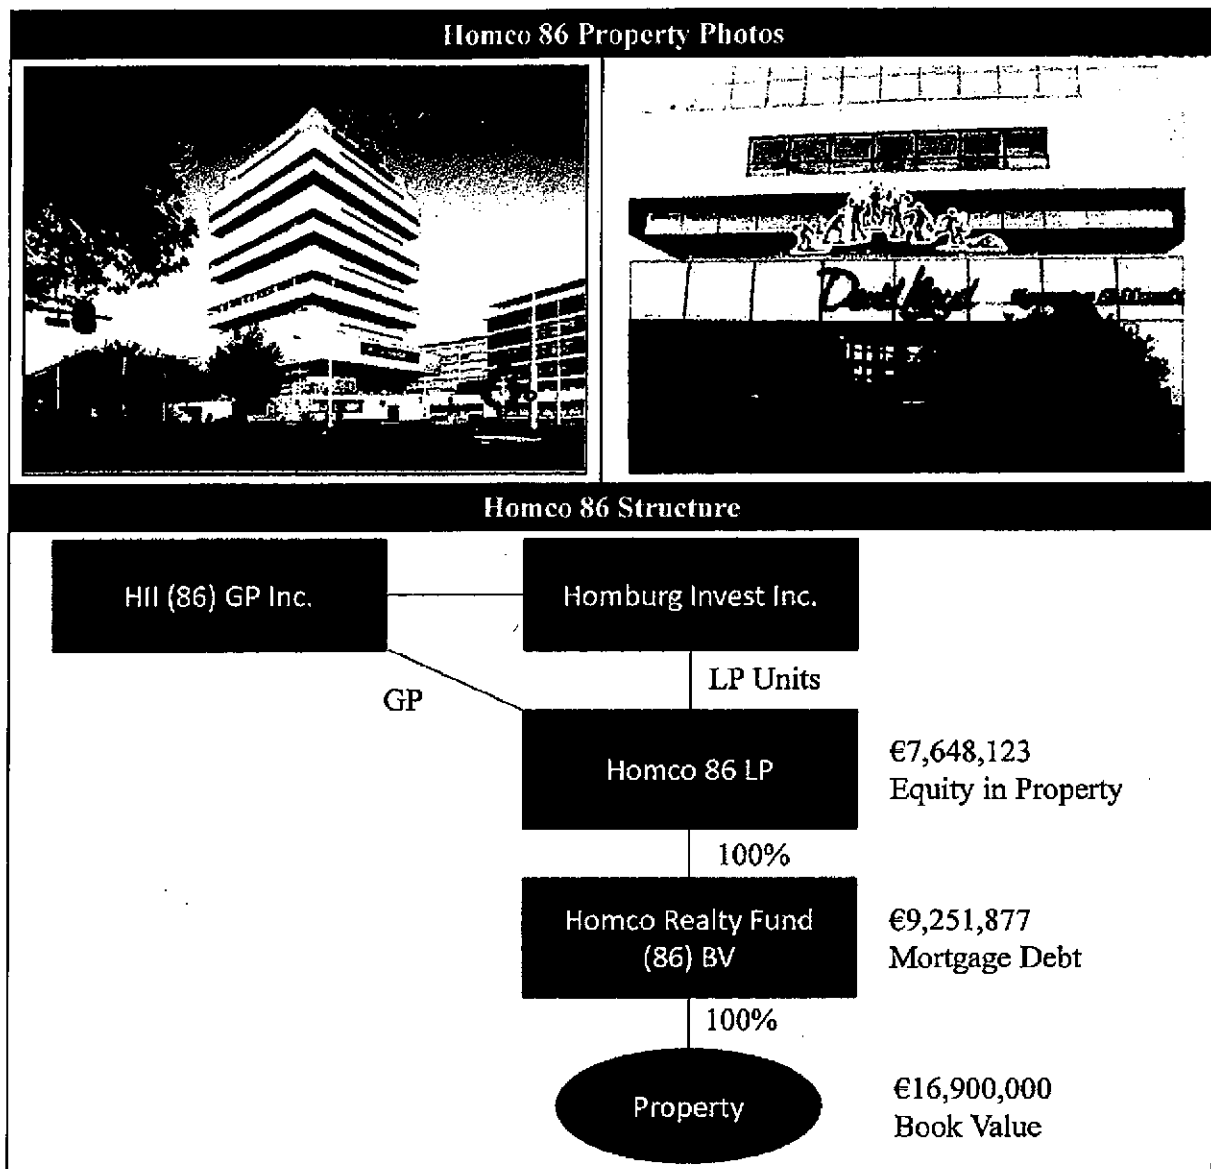 Homco 86 Property Photos
Homco 86 Structure
HII (86) GP Inc.
Homburg Invest Inc.
GP
LP Units
Homco 86 LP
€7,648,123
Equity in Property
100%
Homco Realty Fund
(86) BV
€9,251,877
Mortgage Debt
100%
Property
€16,900,000
Book Value